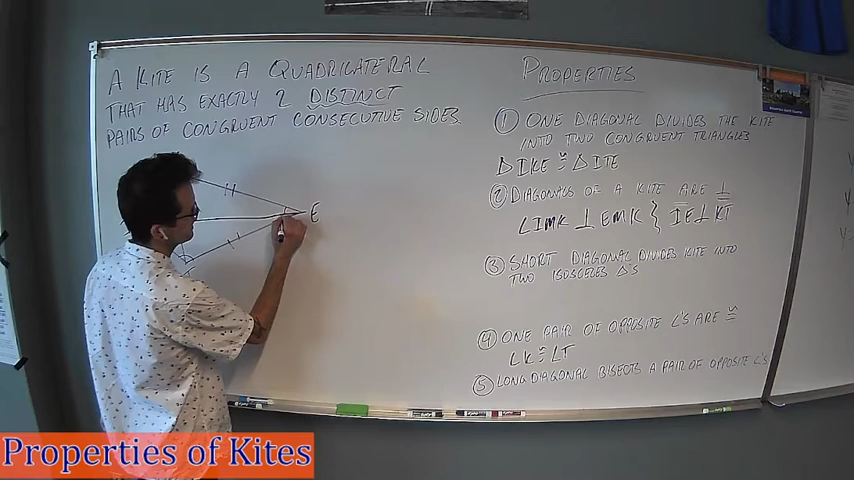 A KITE IS A QUADRILATERAL
THAT HAS EXACTLY 2 DISTINCT
PAIRS OF CONGRUENT CONSECUTIVE SIDES
E
PROPERTIES
① ONE DIAGONAL DIVIDES THE KITE
INTO TWO CONGRUENT TRIANGLES
△IKE ≅ △ITE
② DIAGONALS OF A KITE ARE ⊥
∠IMK ⊥ EMK } IE ⊥ KT
③ SHORT DIAGONAL DIVIDES KITE INTO
TWO ISOSCELES △'S
④ ONE PAIR OF OPPOSITE ∠'S ARE ≅
∠K ≅ ∠T
⑤ LONG DIAGONAL BISECTS A PAIR OF OPPOSITE ∠'S
Properties of Kites